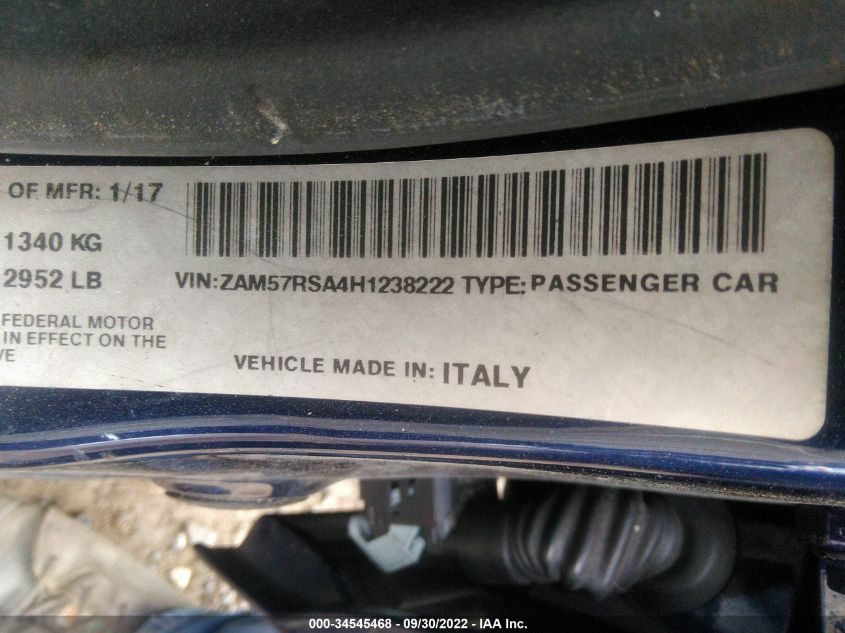 OF MFR: 1/17
1340 KG
2952 LB
VIN:ZAM57RSA4H1238222 TYPE:PASSENGER CAR
FEDERAL MOTOR
IN EFFECT ON THE
VEHICLE MADE IN: ITALY
000-34545468 - 09/30/2022 - IAA Inc.